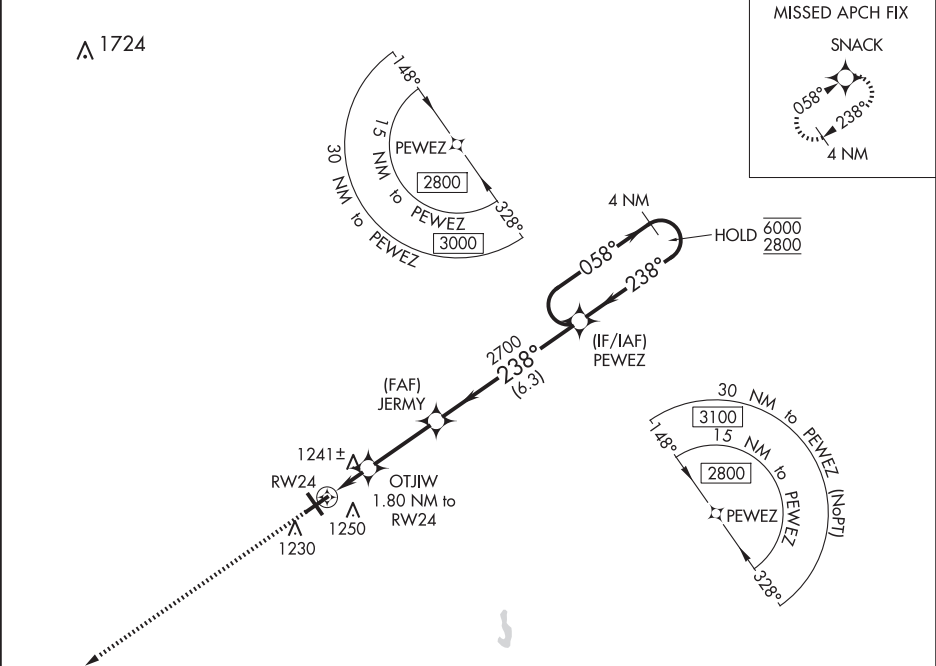 MISSED APCH FIX
SNACK
058°
238°
4 NM
1724
148°
PEWEZ
2800
15 NM to PEWEZ
328°
3000
30 NM to PEWEZ
4 NM
HOLD 6000
2800
058°
238°
(IF/IAF)
PEWEZ
2700
238°
(6.3)
(FAF)
JERMY
1241±
RW24
OTJIW
1.80 NM to
RW24
1250
1230
30 NM to PEWEZ (NoPT)
3100
148°
15 NM to PEWEZ
2800
PEWEZ
328°